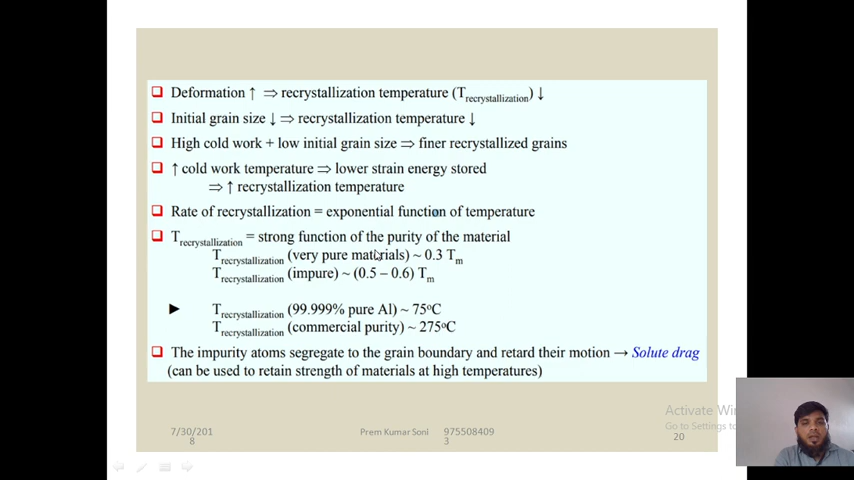 Deformation ↑ ⇒ recrystallization temperature (Trecrystallization) ↓
Initial grain size ↓ ⇒ recrystallization temperature ↓
High cold work + low initial grain size ⇒ finer recrystallized grains
↑ cold work temperature ⇒ lower strain energy stored
⇒ ↑ recrystallization temperature
Rate of recrystallization = exponential function of temperature
Trecrystallization = strong function of the purity of the material
Trecrystallization (very pure materials) ~ 0.3 Tm
Trecrystallization (impure) ~ (0.5 – 0.6) Tm
Trecrystallization (99.999% pure Al) ~ 75oC
Trecrystallization (commercial purity) ~ 275oC
The impurity atoms segregate to the grain boundary and retard their motion → Solute drag
(can be used to retain strength of materials at high temperatures)
7/30/201
8
Prem Kumar Soni 975508409
3
Activate Win
Go to Settings to
20